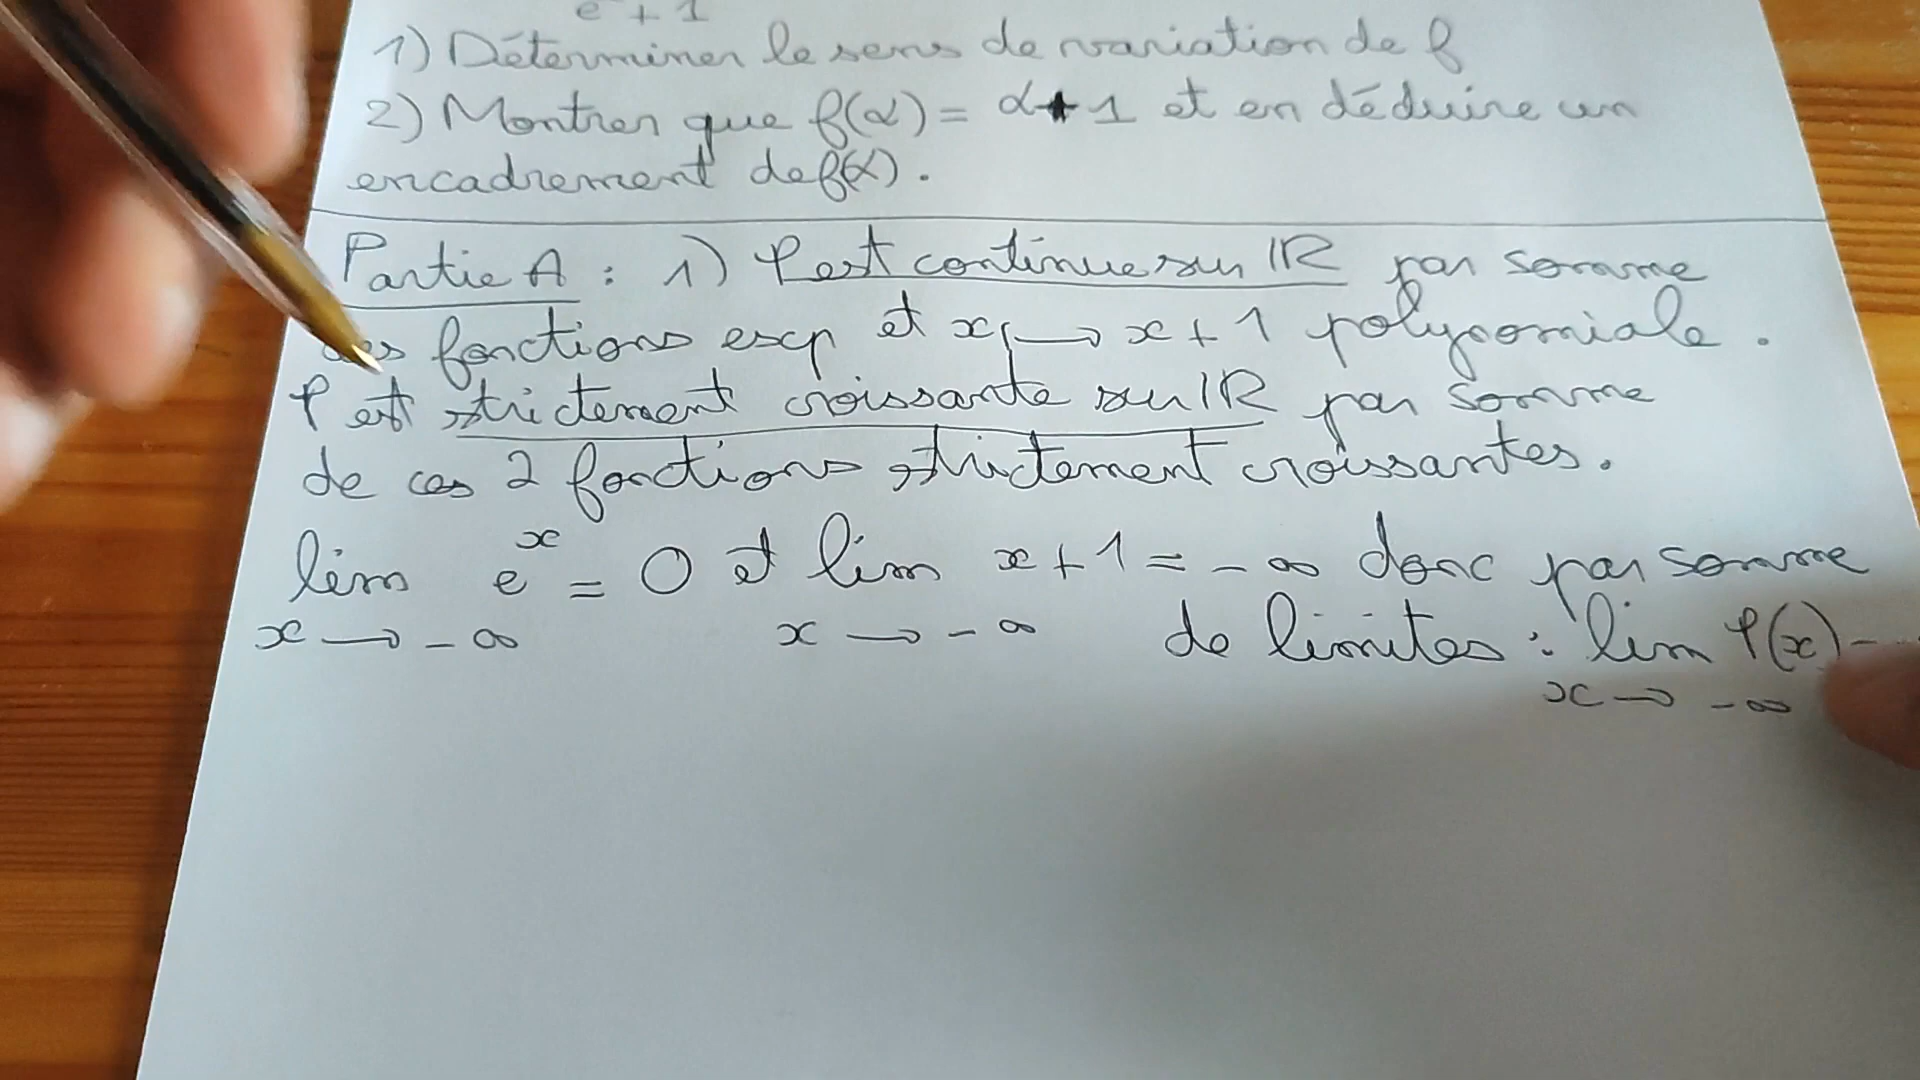 e + 1
1) Déterminer le sens de variation de f
2) Montrer que f(α) = α + 1 et en déduire un
encadrement de f(α).
Partie A : 1) φ est continue sur ℝ par somme
des fonctions exp et x ↦ x + 1 polynomiale.
φ est strictement croissante sur ℝ par somme
de ces 2 fonctions strictement croissantes.
lim e^x = 0 et lim x + 1 = - ∞ donc par somme
x → - ∞ x → - ∞ de limites : lim φ(x)
x → - ∞